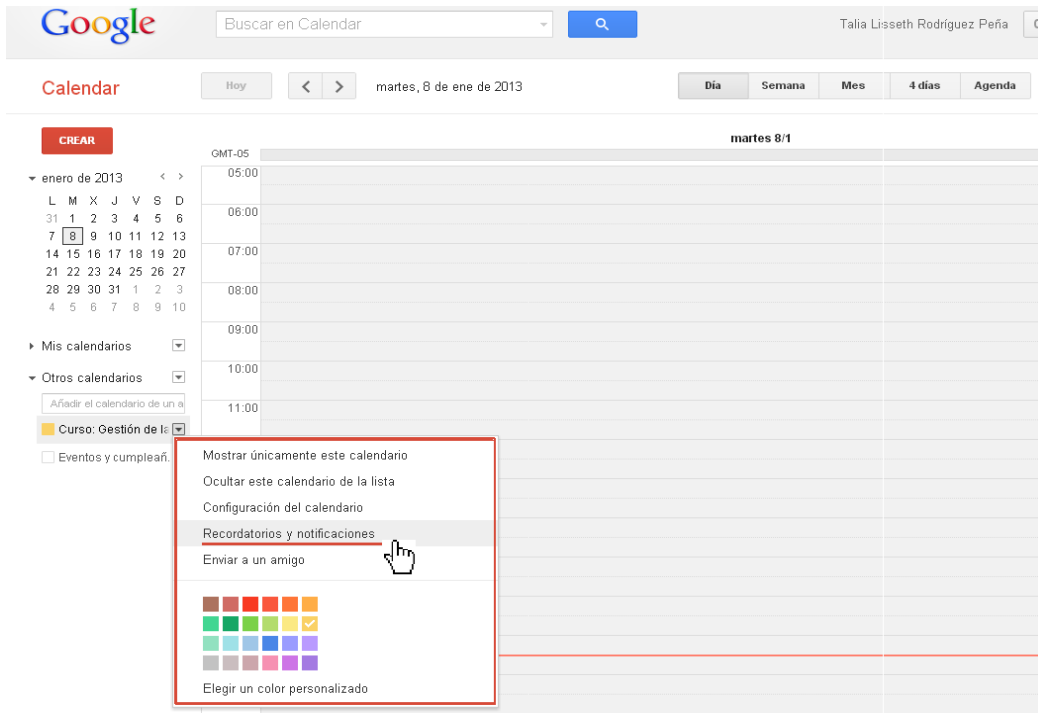 Google
Buscar en Calendar
Talia Lisseth Rodríguez Peña
Calendar
Hoy
martes, 8 de ene de 2013
Día Semana Mes 4 días Agenda
CREAR
martes 8/1
GMT-05
enero de 2013
L M X J V S D
31 1 2 3 4 5 6
7 8 9 10 11 12 13
14 15 16 17 18 19 20
21 22 23 24 25 26 27
28 29 30 31 1 2 3
4 5 6 7 8 9 10
05:00
06:00
07:00
08:00
09:00
10:00
11:00
Mis calendarios
Otros calendarios
Añadir el calendario de un a
Curso: Gestión de la
Eventos y cumpleañ.
Mostrar únicamente este calendario
Ocultar este calendario de la lista
Configuración del calendario
Recordatorios y notificaciones
Enviar a un amigo
Elegir un color personalizado